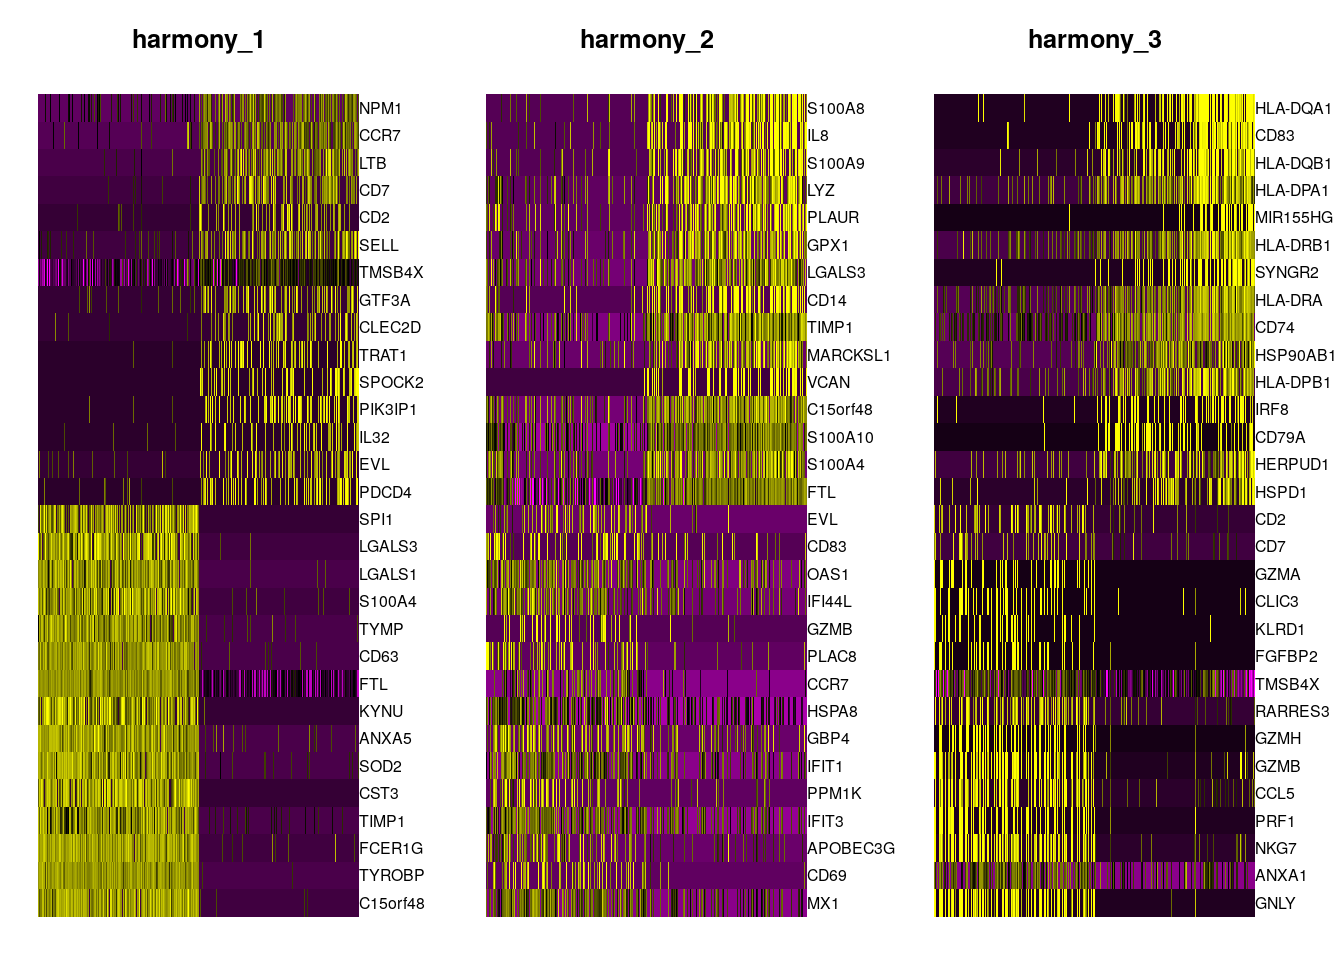 harmony_1
NPM1
CCR7
LTB
CD7
CD2
SELL
TMSB4X
GTF3A
CLEC2D
TRAT1
SPOCK2
PIK3IP1
IL32
EVL
PDCD4
SPI1
LGALS3
LGALS1
S100A4
TYMP
CD63
FTL
KYNU
ANXA5
SOD2
CST3
TIMP1
FCER1G
TYROBP
C15orf48
harmony_2
S100A8
IL8
S100A9
LYZ
PLAUR
GPX1
LGALS3
CD14
TIMP1
MARCKSL1
VCAN
C15orf48
S100A10
S100A4
FTL
EVL
CD83
OAS1
IFI44L
GZMB
PLAC8
CCR7
HSPA8
GBP4
IFIT1
PPM1K
IFIT3
APOBEC3G
CD69
MX1
harmony_3
HLA-DQA1
CD83
HLA-DQB1
HLA-DPA1
MIR155HG
HLA-DRB1
SYNGR2
HLA-DRA
CD74
HSP90AB1
HLA-DPB1
IRF8
CD79A
HERPUD1
HSPD1
CD2
CD7
GZMA
CLIC3
KLRD1
FGFBP2
TMSB4X
RARRES3
GZMH
GZMB
CCL5
PRF1
NKG7
ANXA1
GNLY